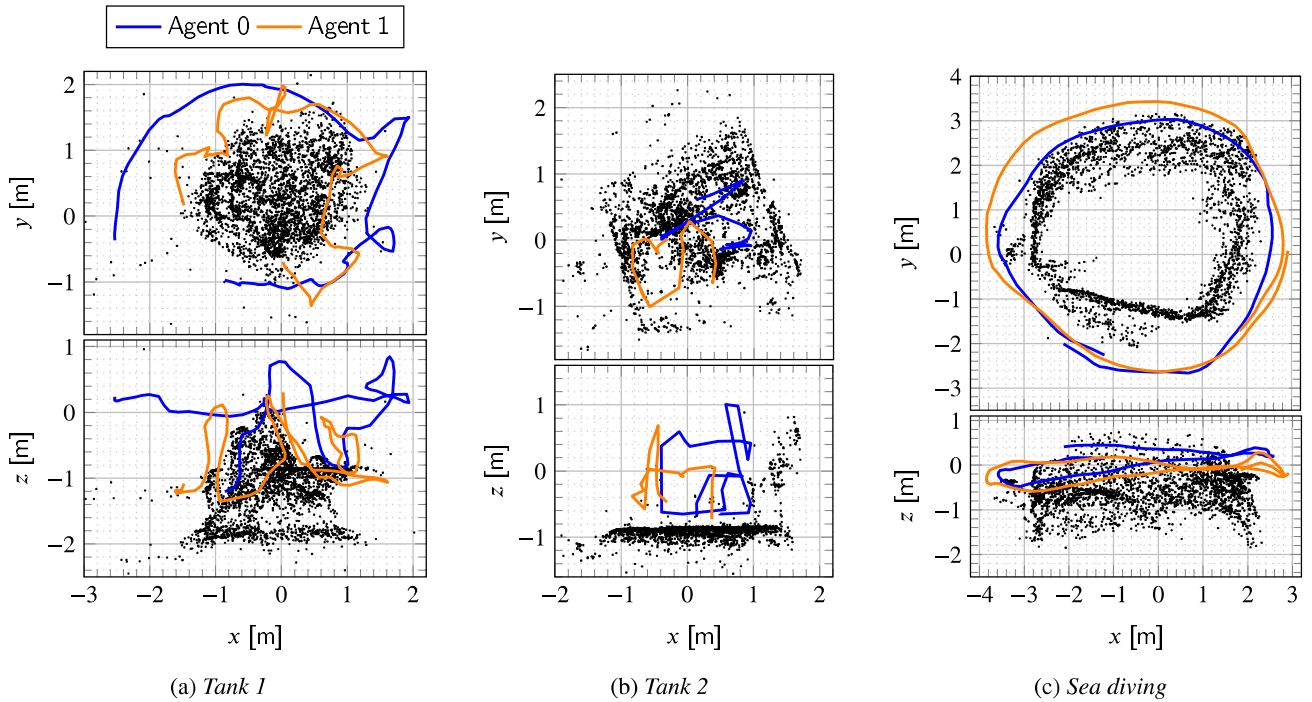 Agent 0 Agent 1
2
1
0
−1
y [m]
1
0
−1
−2
z [m]
−3 −2 −1 0 1 2
x [m]
(a) Tank 1
2
1
0
−1
y [m]
1
0
−1
z [m]
−2 −1 0 1 2
x [m]
(b) Tank 2
4
3
2
1
0
−1
−2
−3
y [m]
1
0
−1
−2
z [m]
−4 −3 −2 −1 0 1 2 3
x [m]
(c) Sea diving